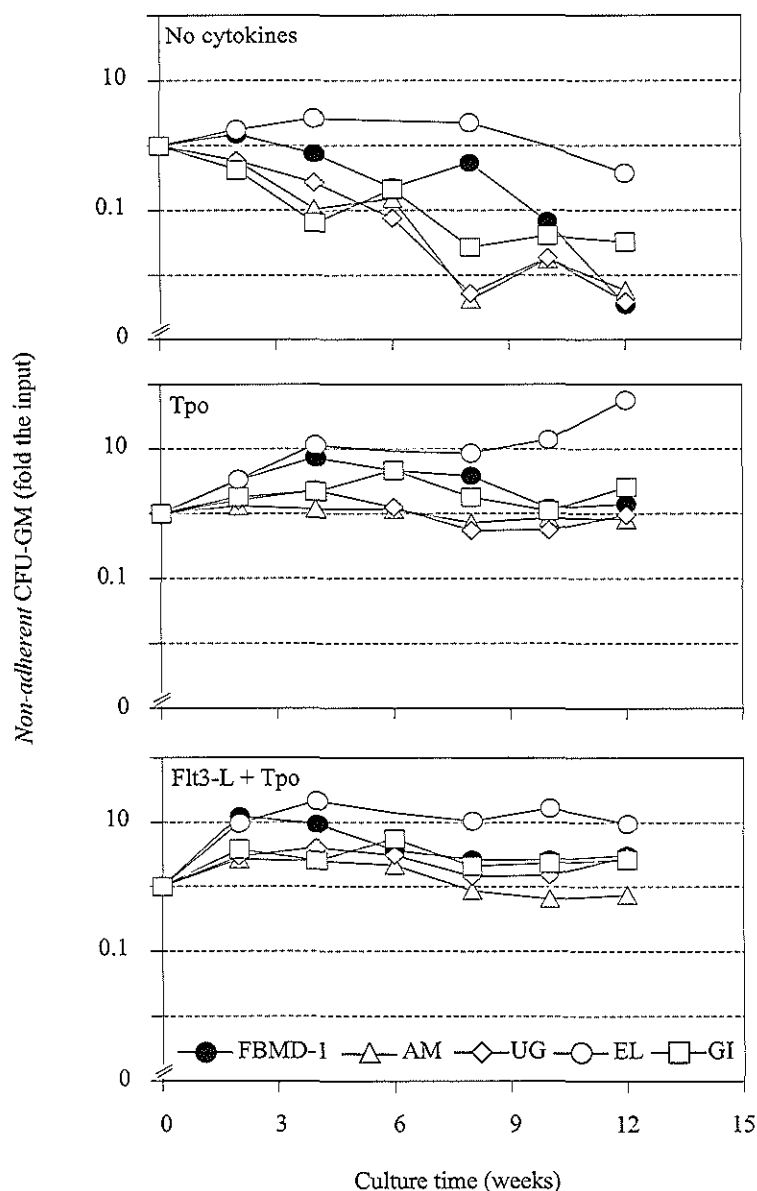 No cytokines
10
0.1
0
Tpo
10
0.1
0
Non-adherent CFU-GM (fold the input)
Flt3-L + Tpo
10
0.1
FBMD-1 AM UG EL GI
0
0 3 6 9 12 15
Culture time (weeks)